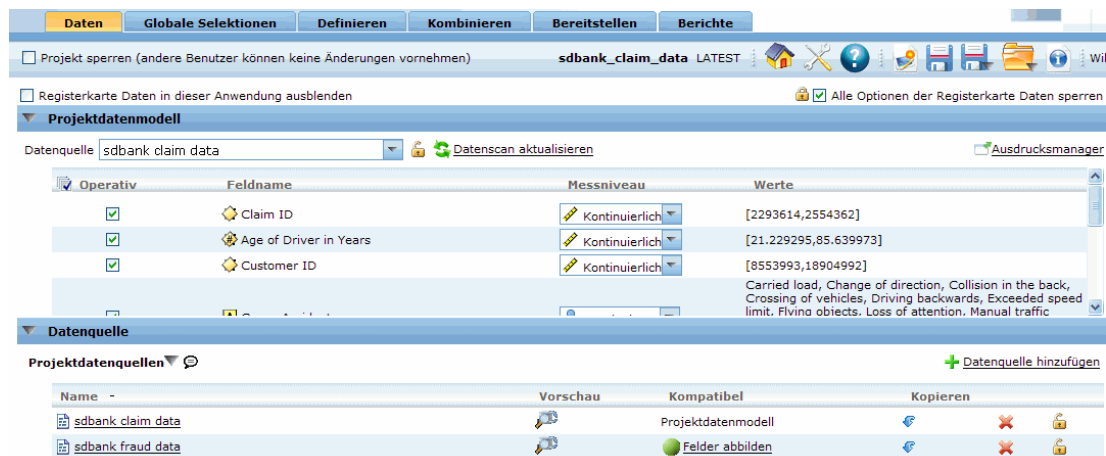 Daten Globale Selektionen Definieren Kombinieren Bereitstellen Berichte
Projekt sperren (andere Benutzer können keine Änderungen vornehmen) sdbank_claim_data LATEST
Registerkarte Daten in dieser Anwendung ausblenden Alle Optionen der Registerkarte Daten sperren
Projektdatenmodell
Datenquelle sdbank claim data Datenscan aktualisieren Ausdrucksmanager
Operativ Feldname Messniveau Werte
Claim ID Kontinuierlich [2293614,2554362]
Age of Driver in Years Kontinuierlich [21.229295,85.639973]
Customer ID Kontinuierlich [8553993,18904992]
Carried load, Change of direction, Collision in the back,
Crossing of vehicles, Driving backwards, Exceeded speed
limit, Flying objects, Loss of attention, Manual traffic
Datenquelle
Projektdatenquellen Datenquelle hinzufügen
Name - Vorschau Kompatibel Kopieren
sdbank claim data Projektdatenmodell
sdbank fraud data Felder abbilden